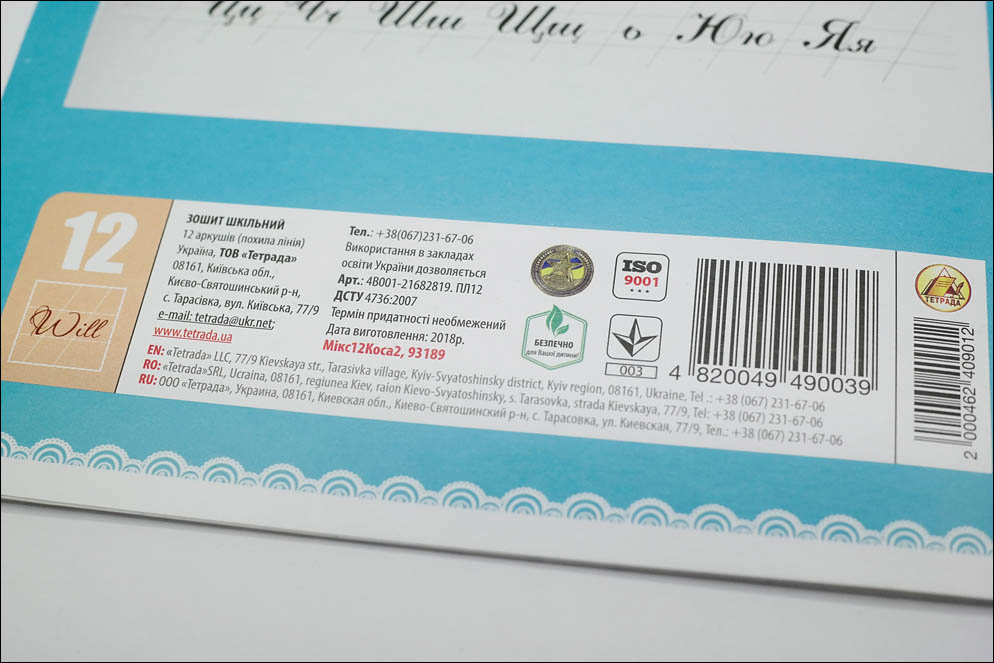 Цц Чч Шш Щщ ь Юю Яя
12
Will
ЗОШИТ ШКІЛЬНИЙ
12 аркушів (похила лінія)
Україна, ТОВ «Тетрада»
08161, Київська обл.,
Києво-Святошинський р-н,
с. Тарасівка, вул. Київська, 77/9
e-mail: tetrada@ukr.net;
www.tetrada.ua
Тел.: +38(067)231-67-06
Використання в закладах
освіти України дозволяється
Арт.: 4В001-21682819. ПЛ12
ДСТУ 4736:2007
Термін придатності необмежений
Дата виготовлення: 2018р.
Мікс12Коса2, 93189
ISO
9001
БЕЗПЕЧНО
для Вашої дитини!
003
4 820049 490039
ТЕТРАДА
2 000462 409012
EN: «Tetrada» LLC, 77/9 Kievskaya str., Tarasivka village, Kyiv-Svyatoshinsky district, Kyiv region, 08161, Ukraine, Tel .: +38 (067) 231-67-06
RO: «Tetrada»SRL, Ucraina, 08161, regiunea Kiev, raion Kievo-Svyatoshinsky, s. Tarasovka, strada Kievskaya, 77/9, Tel: +38 (067) 231-67-06
RU: ООО «Тетрада», Украина, 08161, Киевская обл., Киево-Святошинский р-н, с. Тарасовка, ул. Киевская, 77/9, Тел.: +38 (067) 231-67-06